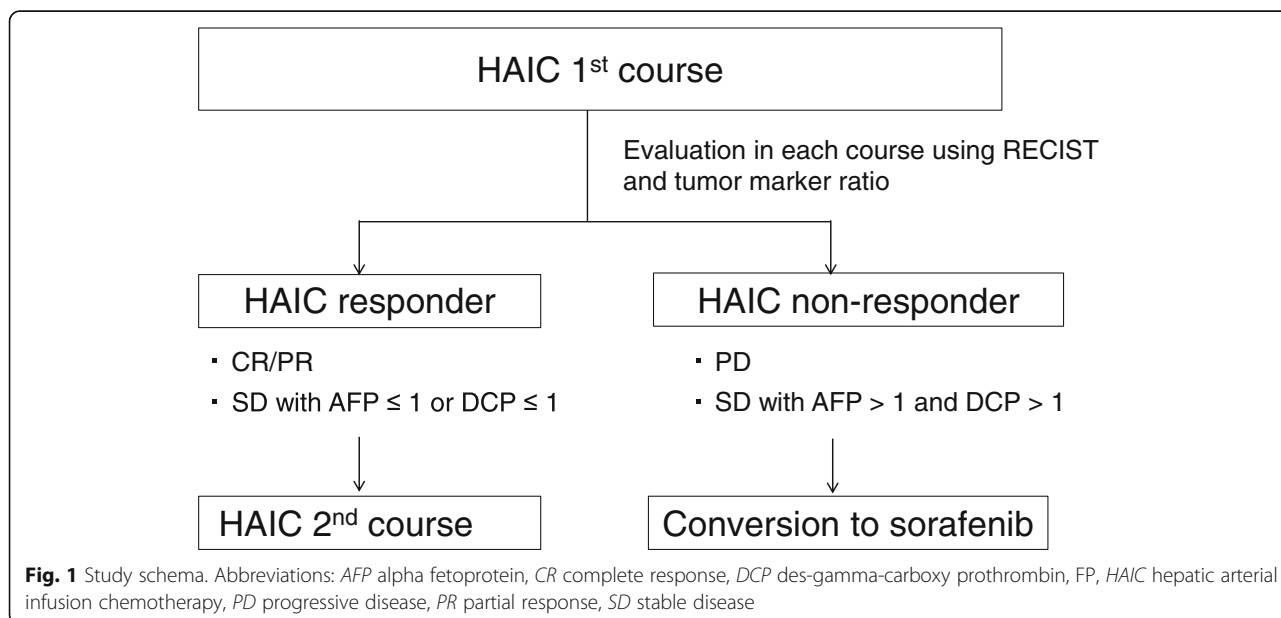 HAIC 1st course
Evaluation in each course using RECIST
and tumor marker ratio
HAIC responder
HAIC non-responder
▪ CR/PR
▪ SD with AFP ≤ 1 or DCP ≤ 1
▪ PD
▪ SD with AFP > 1 and DCP > 1
HAIC 2nd course
Conversion to sorafenib
Fig. 1 Study schema. Abbreviations: AFP alpha fetoprotein, CR complete response, DCP des-gamma-carboxy prothrombin, FP, HAIC hepatic arterial
infusion chemotherapy, PD progressive disease, PR partial response, SD stable disease